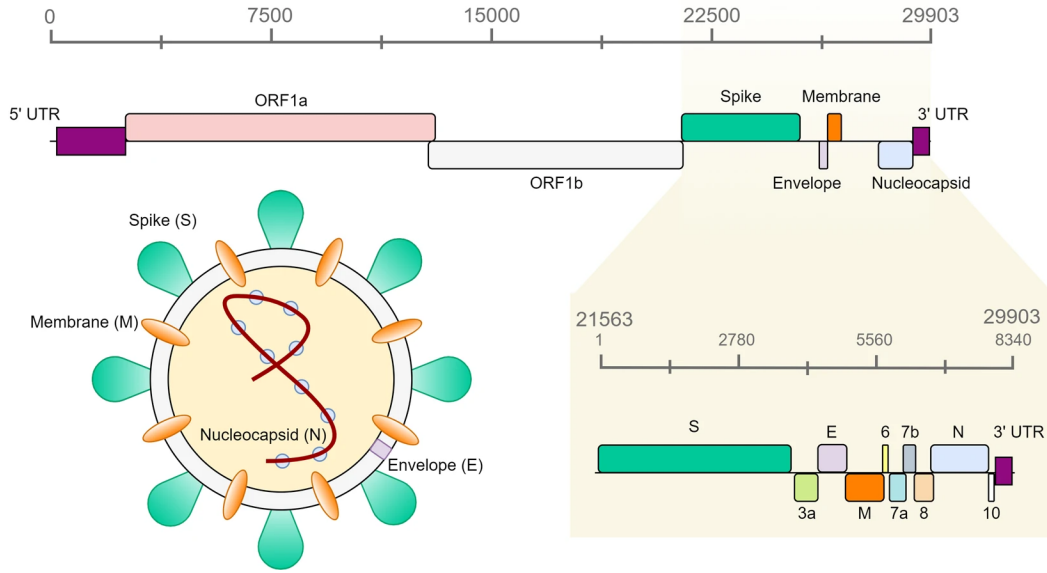 0 7500 15000 22500 29903
5' UTR ORF1a Spike Membrane 3' UTR
ORF1b Envelope Nucleocapsid
Spike (S)
Membrane (M)
Nucleocapsid (N)
Envelope (E)
21563 29903
1 2780 5560 8340
S E 6 7b N 3' UTR
3a M 7a 8 10